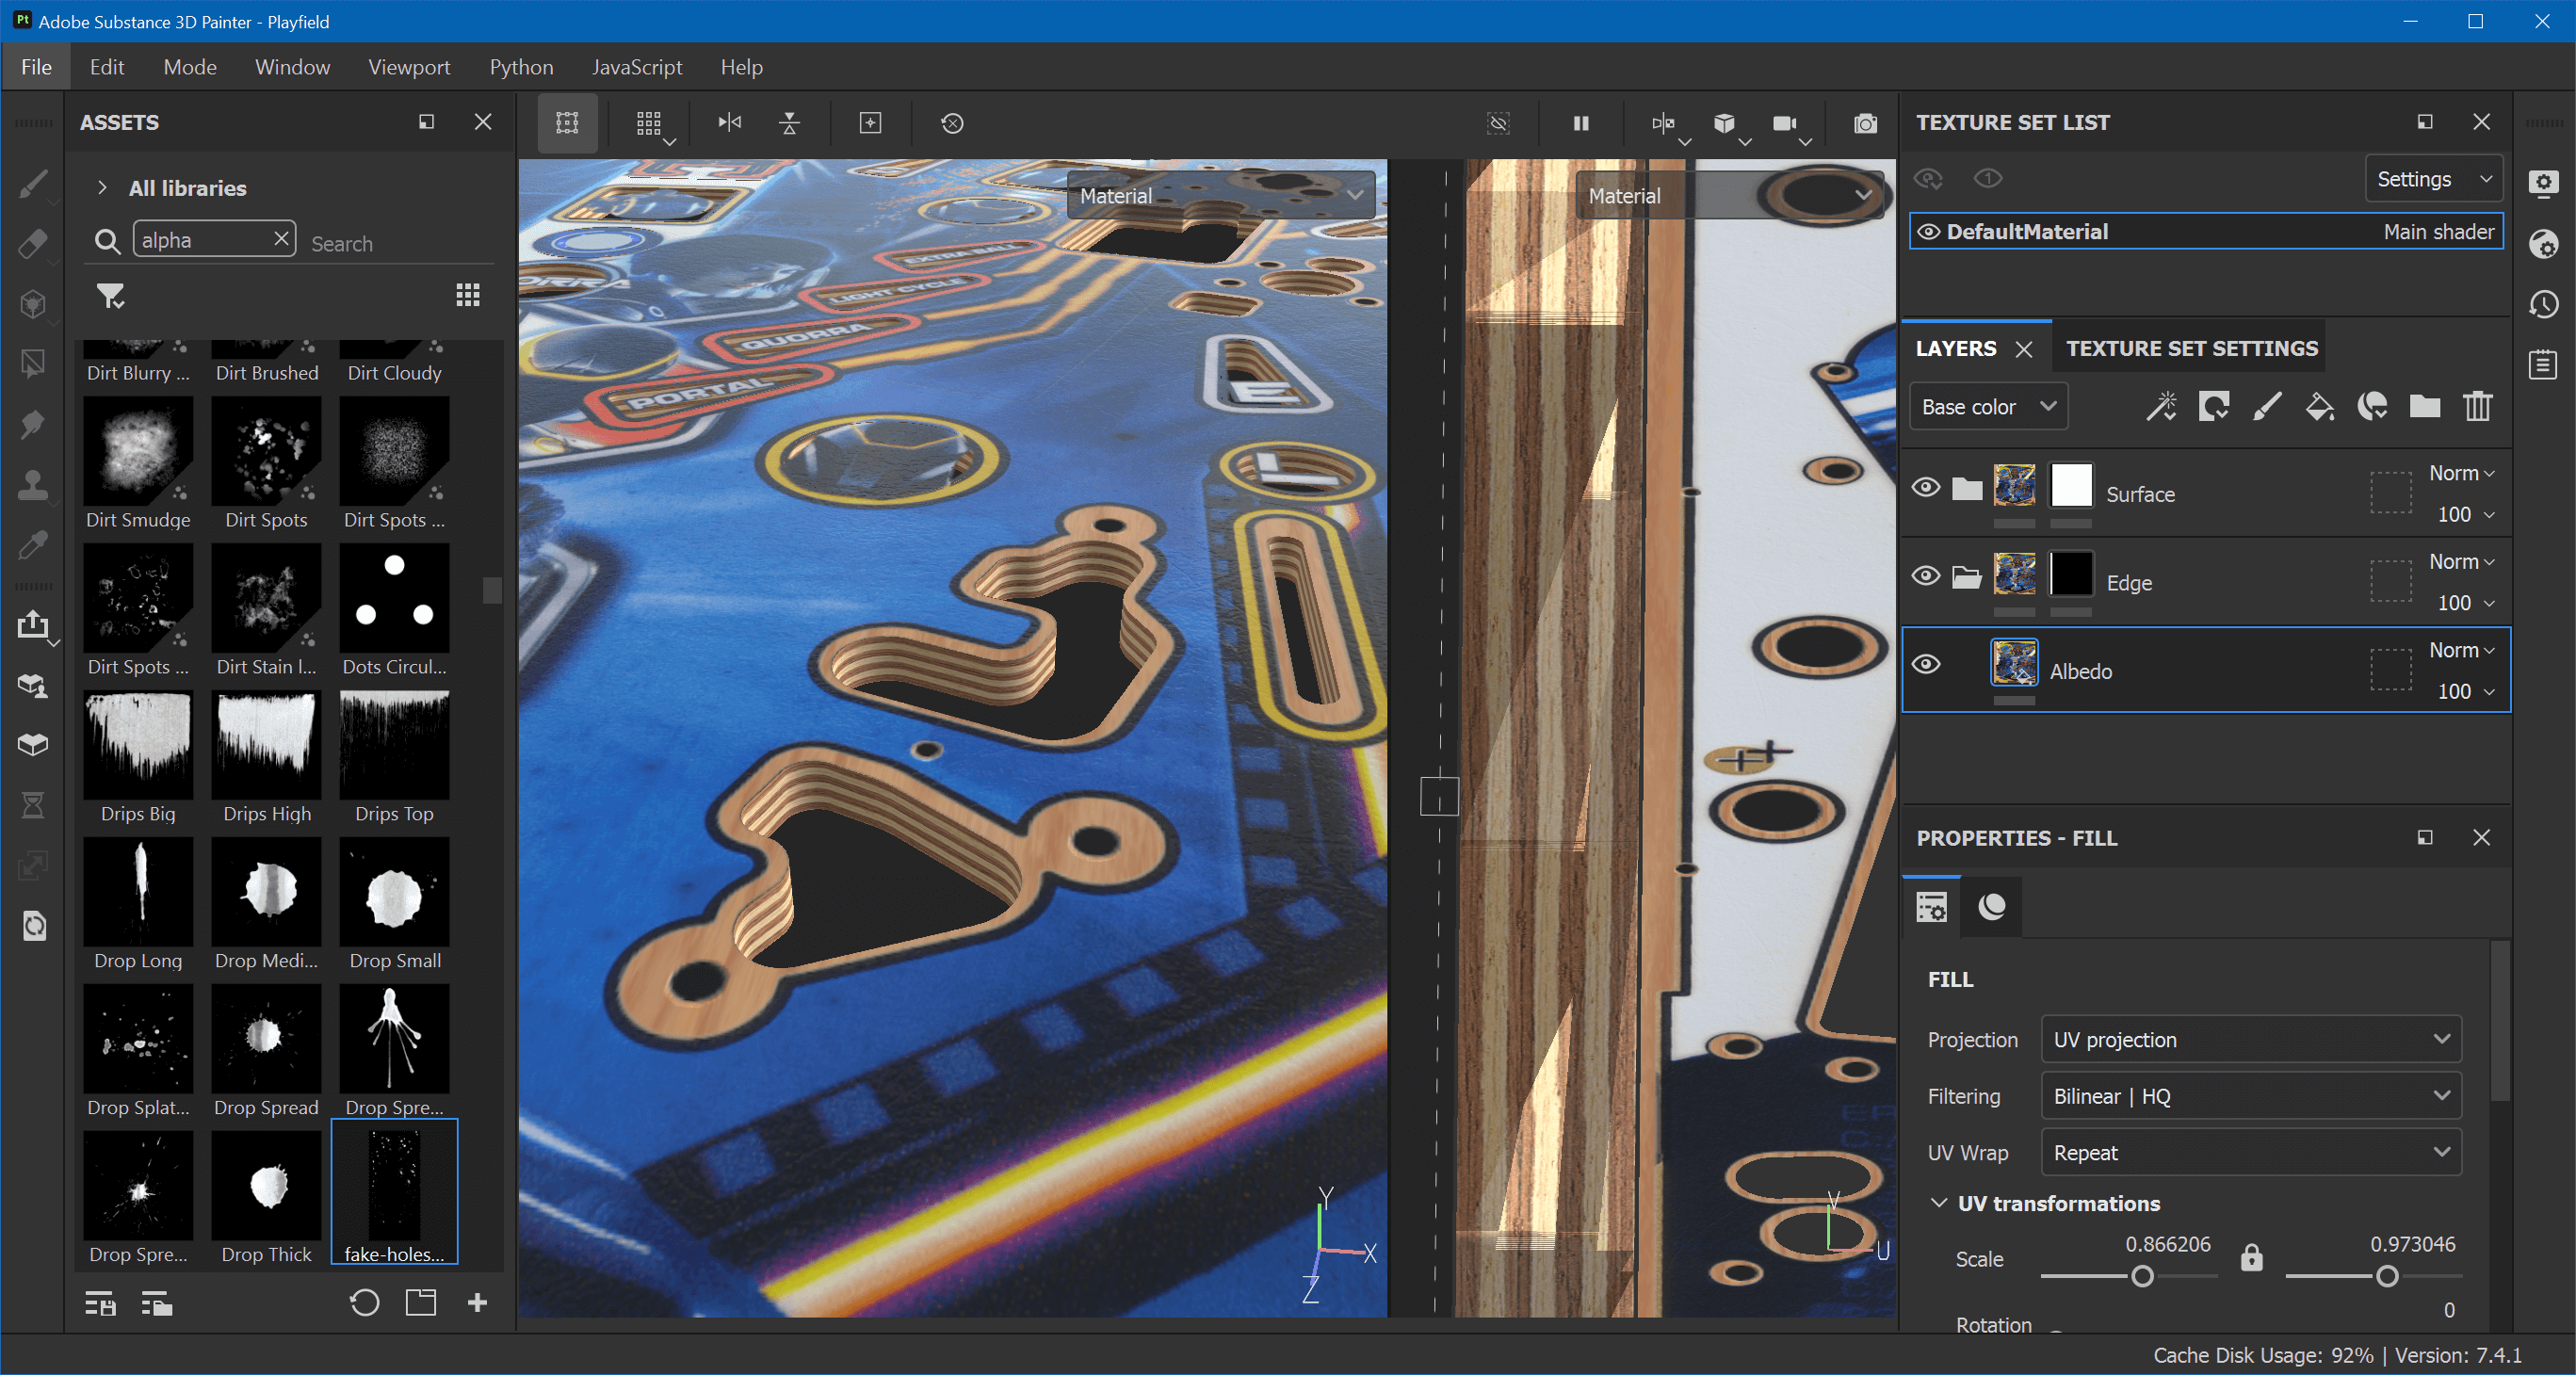 Pt Adobe Substance 3D Painter - Playfield
File Edit Mode Window Viewport Python JavaScript Help
ASSETS
All libraries
alpha Search
Dirt Blurry ... Dirt Brushed Dirt Cloudy
Dirt Smudge Dirt Spots Dirt Spots ...
Dirt Spots ... Dirt Stain l... Dots Circul...
Drips Big Drips High Drips Top
Drop Long Drop Medi... Drop Small
Drop Splat... Drop Spread Drop Spre...
Drop Spre... Drop Thick fake-holes...
Material
Material
EXTRA BALL
LIGHT CYCLE
QUORRA
PORTAL
E
L
Y
X
Z
V
U
TEXTURE SET LIST
1
Settings
DefaultMaterial Main shader
LAYERS TEXTURE SET SETTINGS
Base color
Surface Norm
100
Edge Norm
100
Albedo Norm
100
PROPERTIES - FILL
FILL
Projection UV projection
Filtering Bilinear | HQ
UV Wrap Repeat
UV transformations
Scale 0.866206 0.973046
Rotation 0
Cache Disk Usage: 92% | Version: 7.4.1